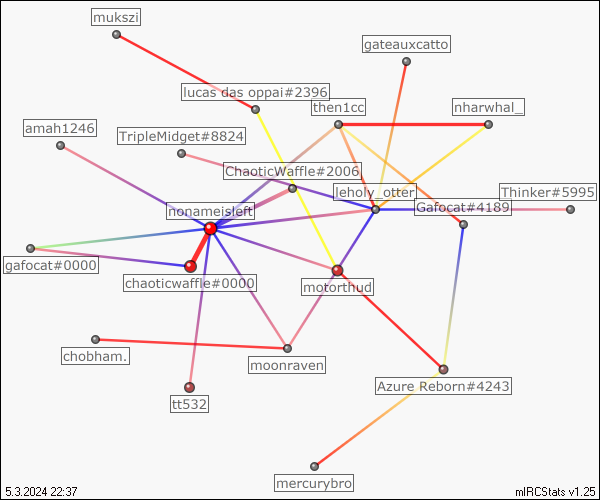 mukszi
gateauxcatto
lucas das oppai#2396
then1cc
nharwhal_
amah1246
TripleMidget#8824
ChaoticWaffle#2006
leholy_otter
Thinker#5995
nonameisleft
Gafocat#4189
gafocat#0000
chaoticwaffle#0000
motorthud
chobham.
moonraven
Azure Reborn#4243
tt532
mercurybro
5.3.2024 22:37
mIRCStats v1.25